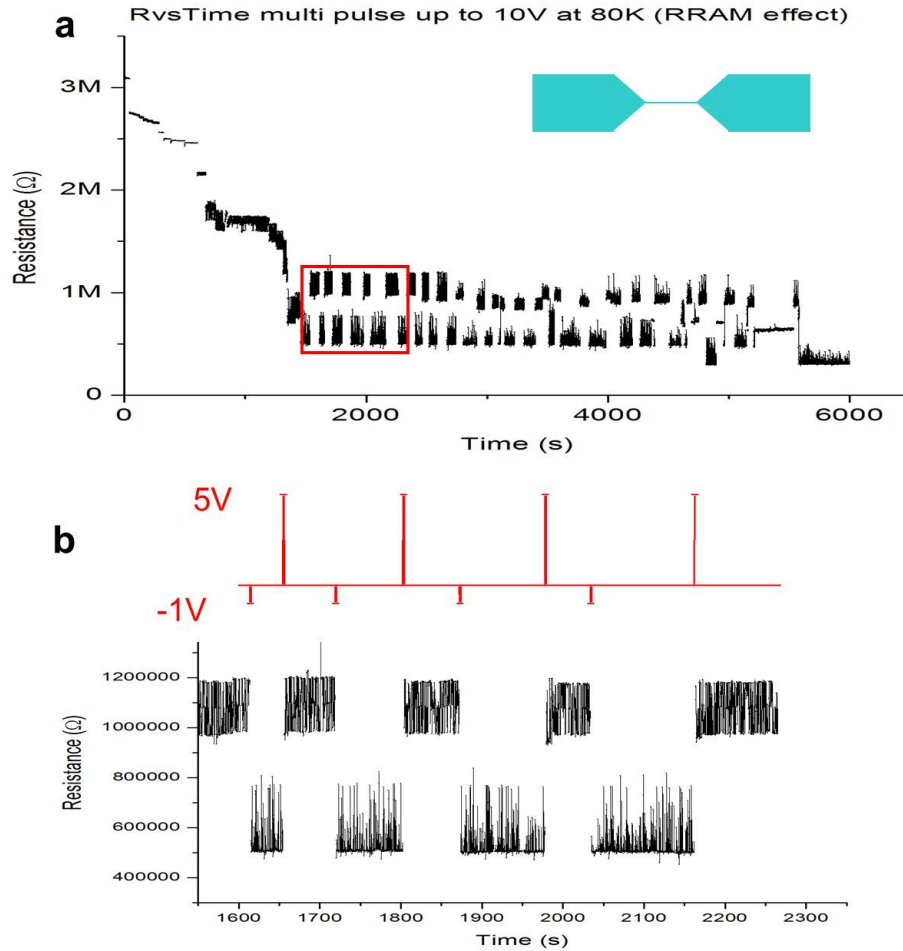 a
RvsTime multi pulse up to 10V at 80K (RRAM effect)
3M
2M
1M
0
Resistance (Ω)
0 2000 4000 6000
Time (s)
5V
b
-1V
1200000
1000000
800000
600000
400000
Resistance (Ω)
1600 1700 1800 1900 2000 2100 2200 2300
Time (s)